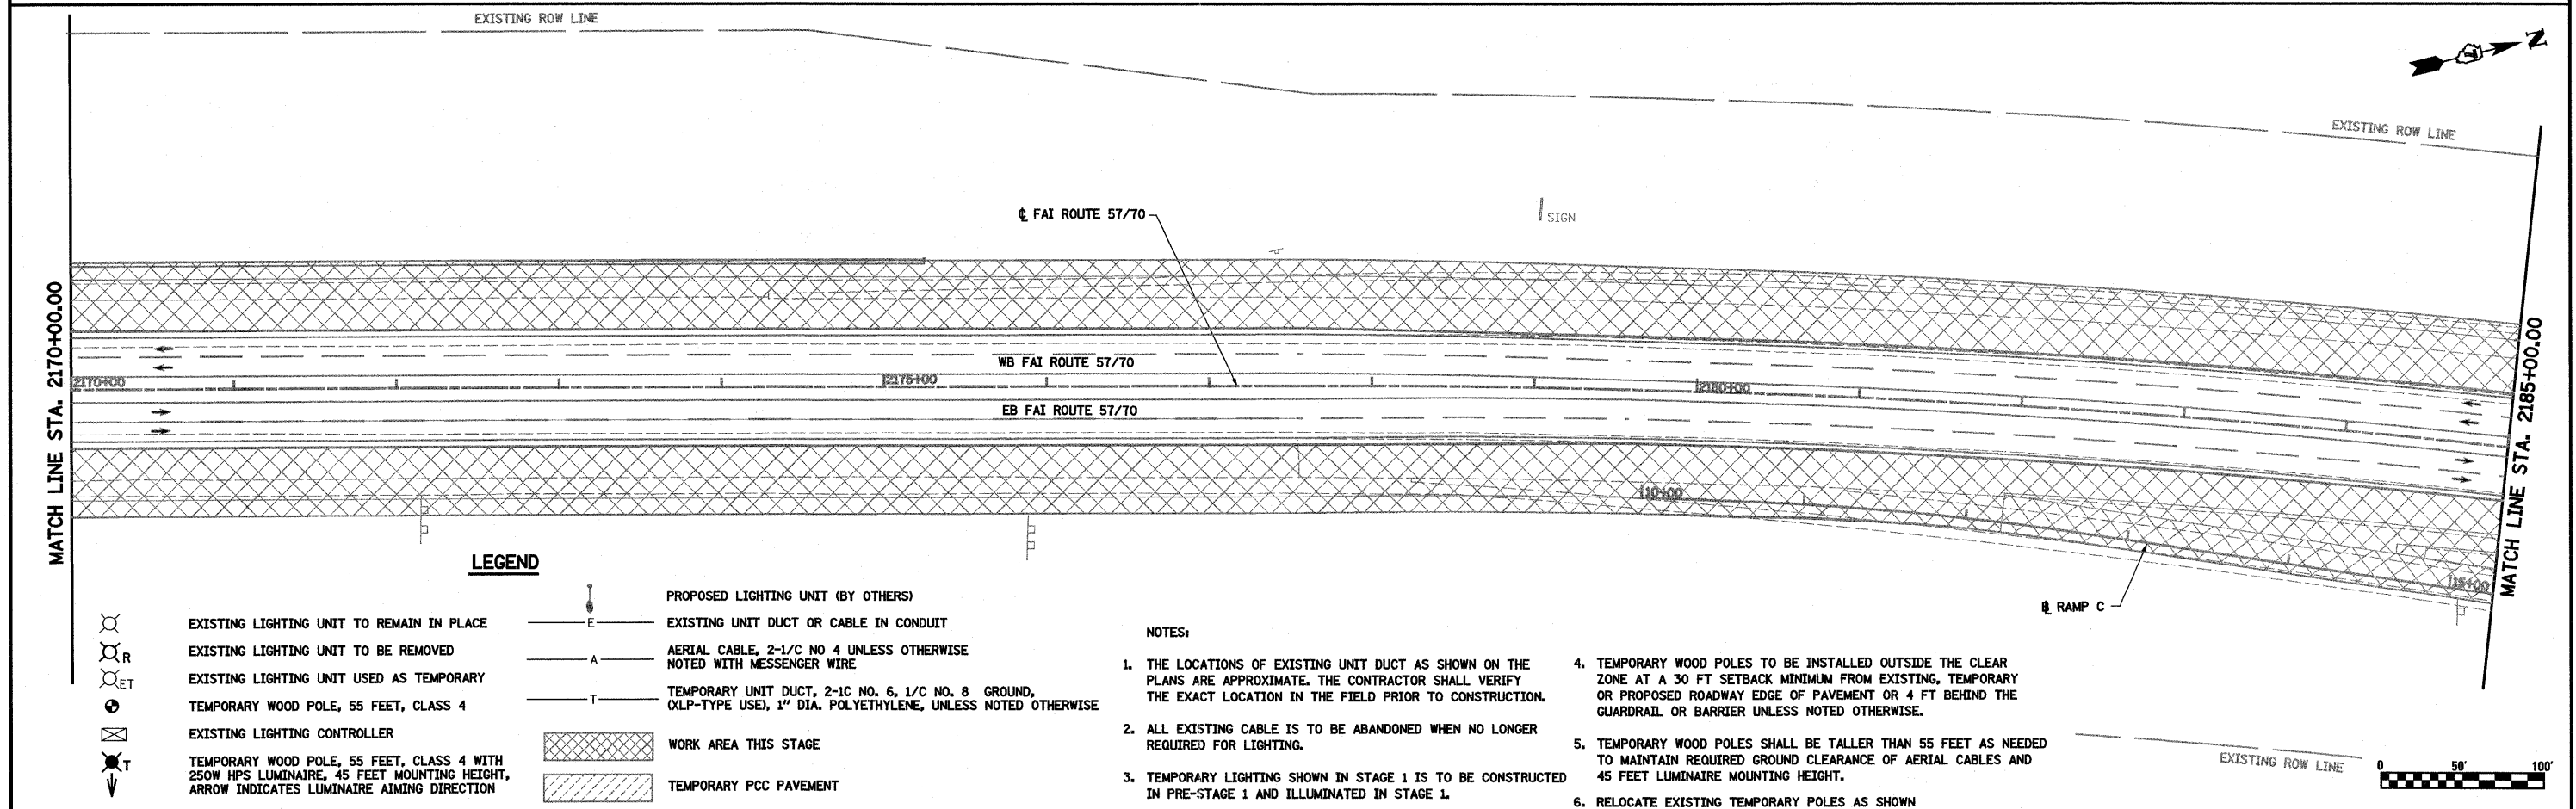 EXISTING ROW LINE
N
EXISTING ROW LINE
℄ FAI ROUTE 57/70
SIGN
MATCH LINE STA. 2170+00.00
WB FAI ROUTE 57/70
2170+00
2175+00
2180+00
EB FAI ROUTE 57/70
MATCH LINE STA. 2185+00.00
10+00
15+00
B RAMP C
LEGEND
EXISTING LIGHTING UNIT TO REMAIN IN PLACE
R EXISTING LIGHTING UNIT TO BE REMOVED
ET EXISTING LIGHTING UNIT USED AS TEMPORARY
TEMPORARY WOOD POLE, 55 FEET, CLASS 4
EXISTING LIGHTING CONTROLLER
T TEMPORARY WOOD POLE, 55 FEET, CLASS 4 WITH
250W HPS LUMINAIRE, 45 FEET MOUNTING HEIGHT,
ARROW INDICATES LUMINAIRE AIMING DIRECTION
PROPOSED LIGHTING UNIT (BY OTHERS)
E EXISTING UNIT DUCT OR CABLE IN CONDUIT
A AERIAL CABLE, 2-1/C NO 4 UNLESS OTHERWISE
NOTED WITH MESSENGER WIRE
T TEMPORARY UNIT DUCT, 2-1C NO. 6, 1/C NO. 8 GROUND,
(XLP-TYPE USE), 1" DIA. POLYETHYLENE, UNLESS NOTED OTHERWISE
WORK AREA THIS STAGE
TEMPORARY PCC PAVEMENT
NOTES:
1. THE LOCATIONS OF EXISTING UNIT DUCT AS SHOWN ON THE
PLANS ARE APPROXIMATE. THE CONTRACTOR SHALL VERIFY
THE EXACT LOCATION IN THE FIELD PRIOR TO CONSTRUCTION.
2. ALL EXISTING CABLE IS TO BE ABANDONED WHEN NO LONGER
REQUIRED FOR LIGHTING.
3. TEMPORARY LIGHTING SHOWN IN STAGE 1 IS TO BE CONSTRUCTED
IN PRE-STAGE 1 AND ILLUMINATED IN STAGE 1.
4. TEMPORARY WOOD POLES TO BE INSTALLED OUTSIDE THE CLEAR
ZONE AT A 30 FT SETBACK MINIMUM FROM EXISTING, TEMPORARY
OR PROPOSED ROADWAY EDGE OF PAVEMENT OR 4 FT BEHIND THE
GUARDRAIL OR BARRIER UNLESS NOTED OTHERWISE.
5. TEMPORARY WOOD POLES SHALL BE TALLER THAN 55 FEET AS NEEDED
TO MAINTAIN REQUIRED GROUND CLEARANCE OF AERIAL CABLES AND
45 FEET LUMINAIRE MOUNTING HEIGHT.
6. RELOCATE EXISTING TEMPORARY POLES AS SHOWN
EXISTING ROW LINE
0 50' 100'